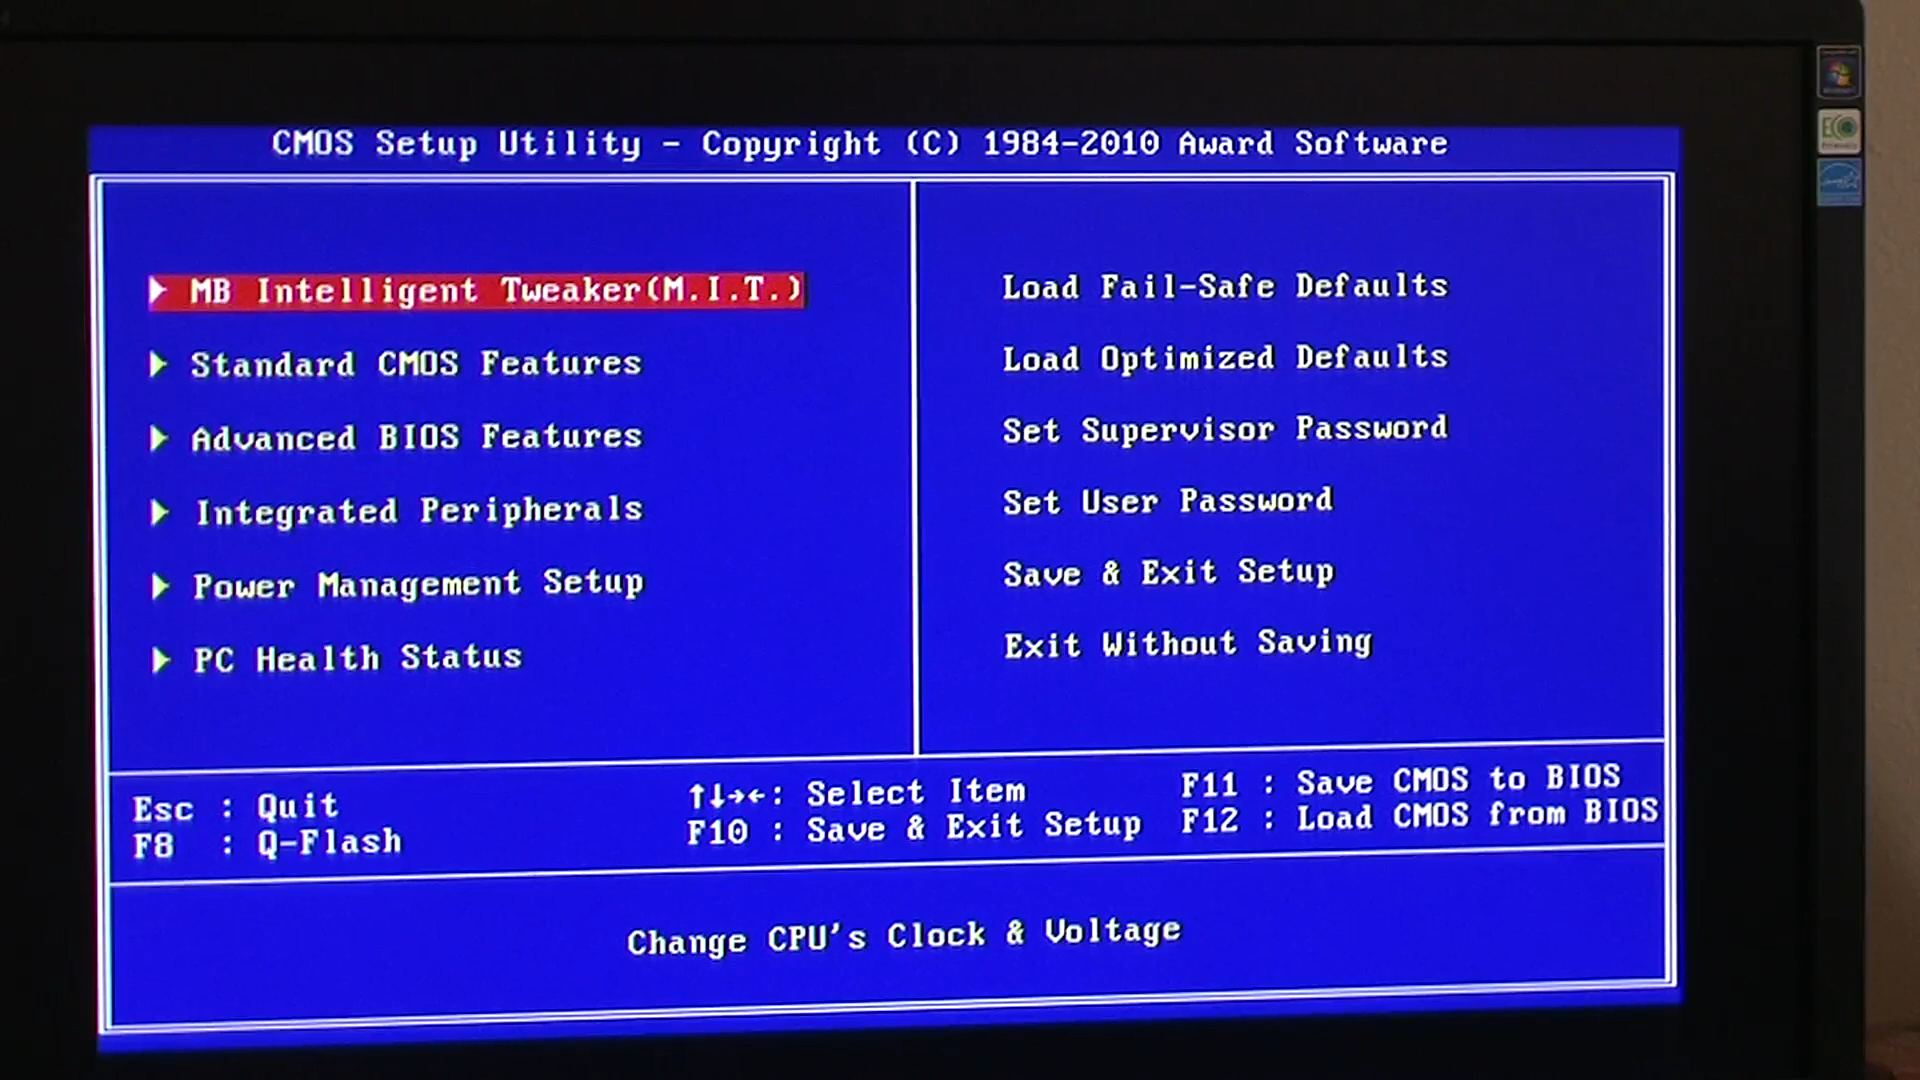 CMOS Setup Utility - Copyright (C) 1984-2010 Award Software
MB Intelligent Tweaker(M.I.T.)
Standard CMOS Features
Advanced BIOS Features
Integrated Peripherals
Power Management Setup
PC Health Status
Load Fail-Safe Defaults
Load Optimized Defaults
Set Supervisor Password
Set User Password
Save & Exit Setup
Exit Without Saving
Esc : Quit
F8 : Q-Flash
↑↓→←: Select Item
F10 : Save & Exit Setup
F11 : Save CMOS to BIOS
F12 : Load CMOS from BIOS
Change CPU's Clock & Voltage
ECO